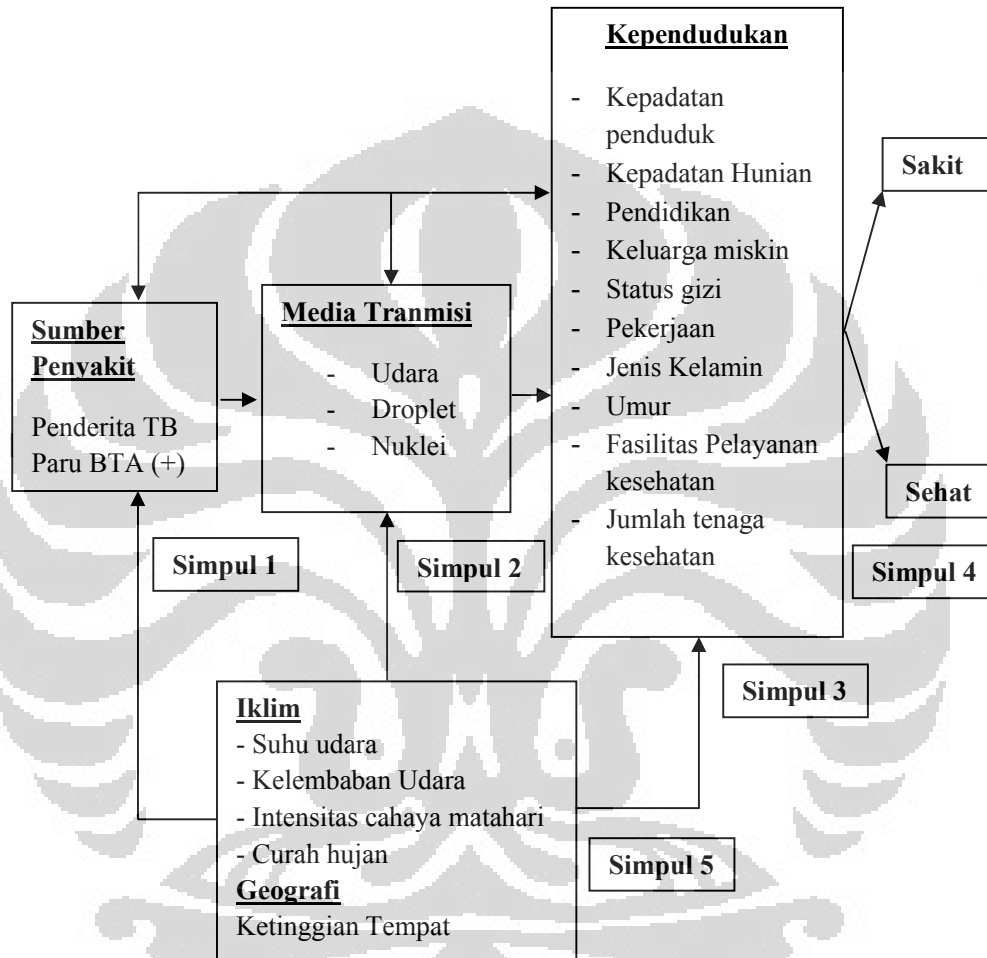 Kependudukan
- Kepadatan
penduduk
- Kepadatan Hunian
- Pendidikan
- Keluarga miskin
- Status gizi
- Pekerjaan
- Jenis Kelamin
- Umur
- Fasilitas Pelayanan
kesehatan
- Jumlah tenaga
kesehatan
Sakit
Sehat
Sumber
Penyakit
Penderita TB
Paru BTA (+)
Media Tranmisi
- Udara
- Droplet
- Nuklei
Simpul 1
Simpul 2
Simpul 4
Simpul 3
Iklim
- Suhu udara
- Kelembaban Udara
- Intensitas cahaya matahari
- Curah hujan
Geografi
Ketinggian Tempat
Simpul 5